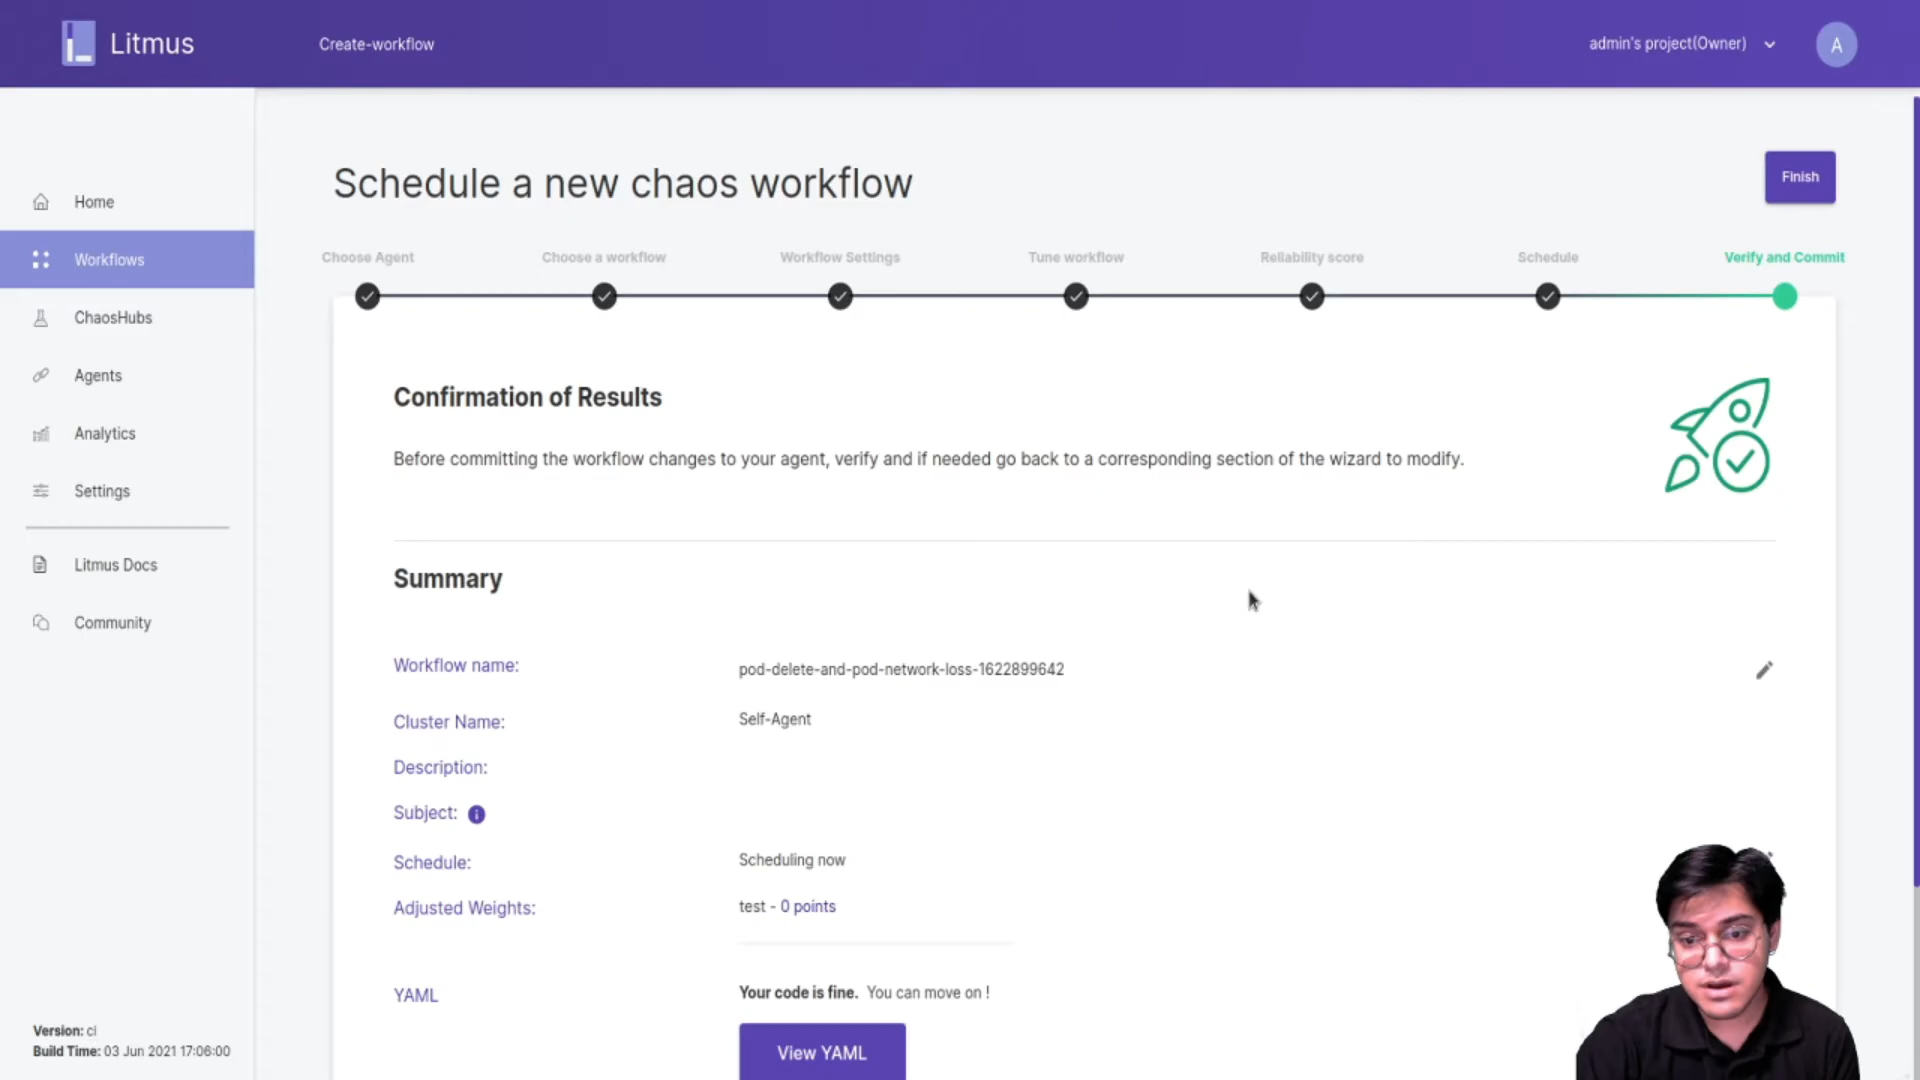 Litmus
Create-workflow
admin's project(Owner)
A
Home
Workflows
ChaosHubs
Agents
Analytics
Settings
Litmus Docs
Community
Version: ci
Build Time: 03 Jun 2021 17:06:00
Schedule a new chaos workflow
Finish
Choose Agent
Choose a workflow
Workflow Settings
Tune workflow
Reliability score
Schedule
Verify and Commit
Confirmation of Results
Before committing the workflow changes to your agent, verify and if needed go back to a corresponding section of the wizard to modify.
Summary
Workflow name: pod-delete-and-pod-network-loss-1622899642
Cluster Name: Self-Agent
Description:
Subject:
Schedule: Scheduling now
Adjusted Weights: test - 0 points
YAML Your code is fine. You can move on !
View YAML